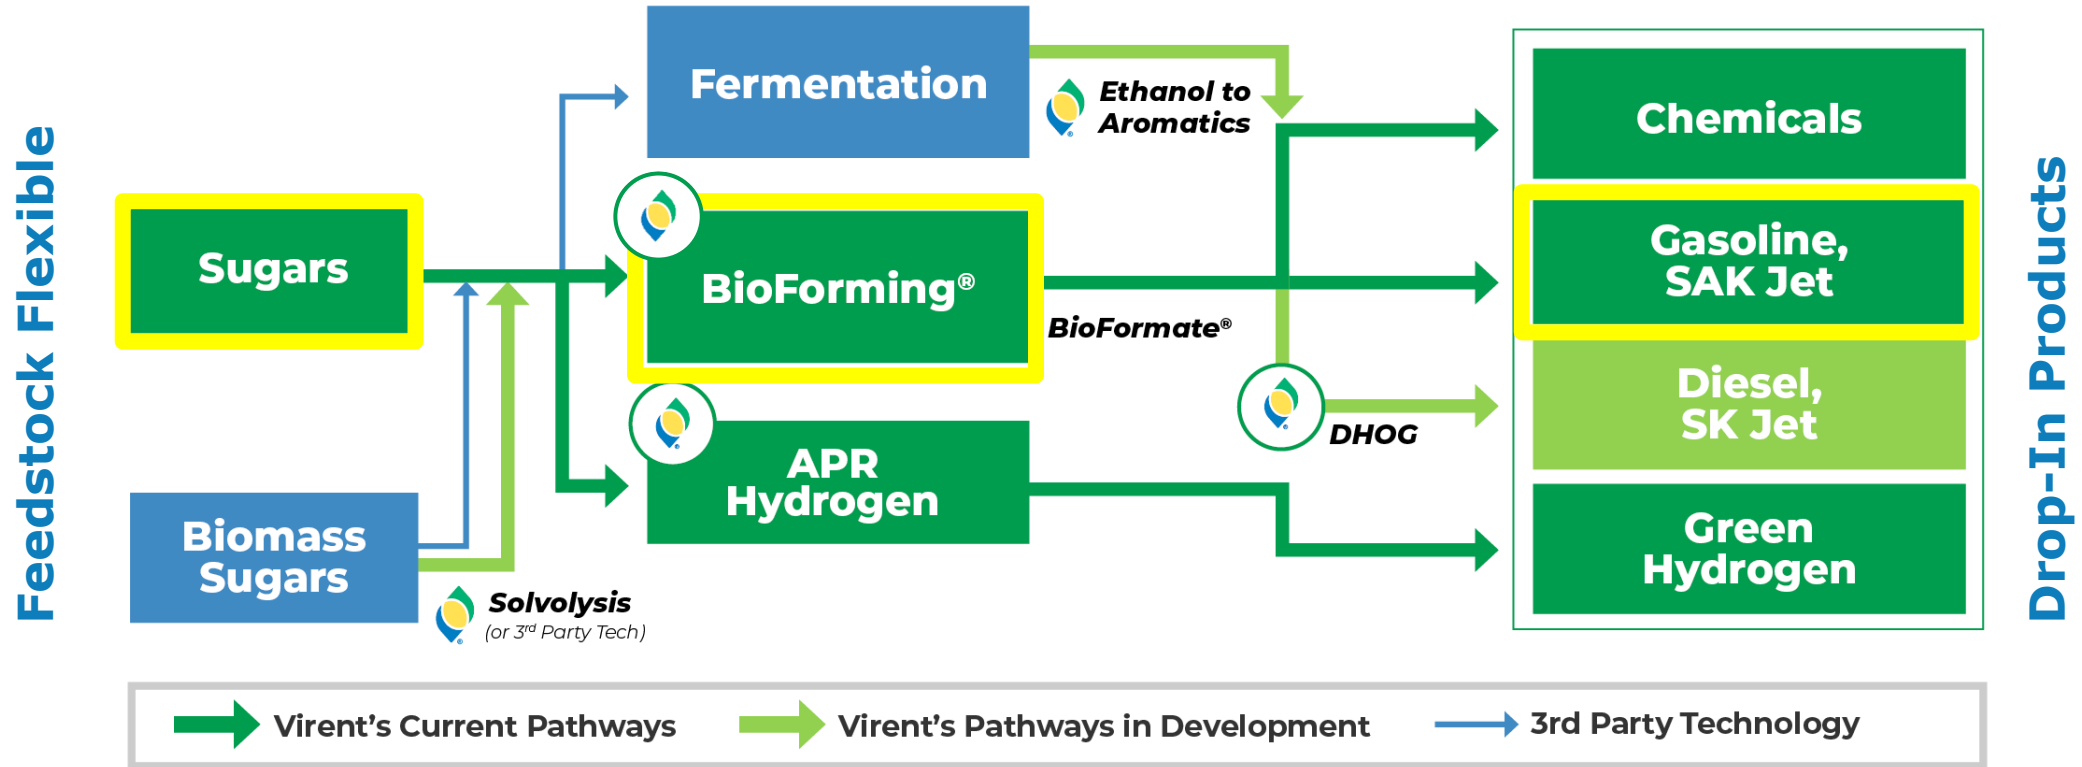 Feedstock Flexible
Sugars
Biomass
Sugars
Solvolysis
(or 3rd Party Tech)
Fermentation
BioForming®
APR
Hydrogen
Ethanol to
Aromatics
BioFormate®
DHOG
Chemicals
Gasoline,
SAK Jet
Diesel,
SK Jet
Green
Hydrogen
Drop-In Products
Virent's Current Pathways
Virent's Pathways in Development
3rd Party Technology